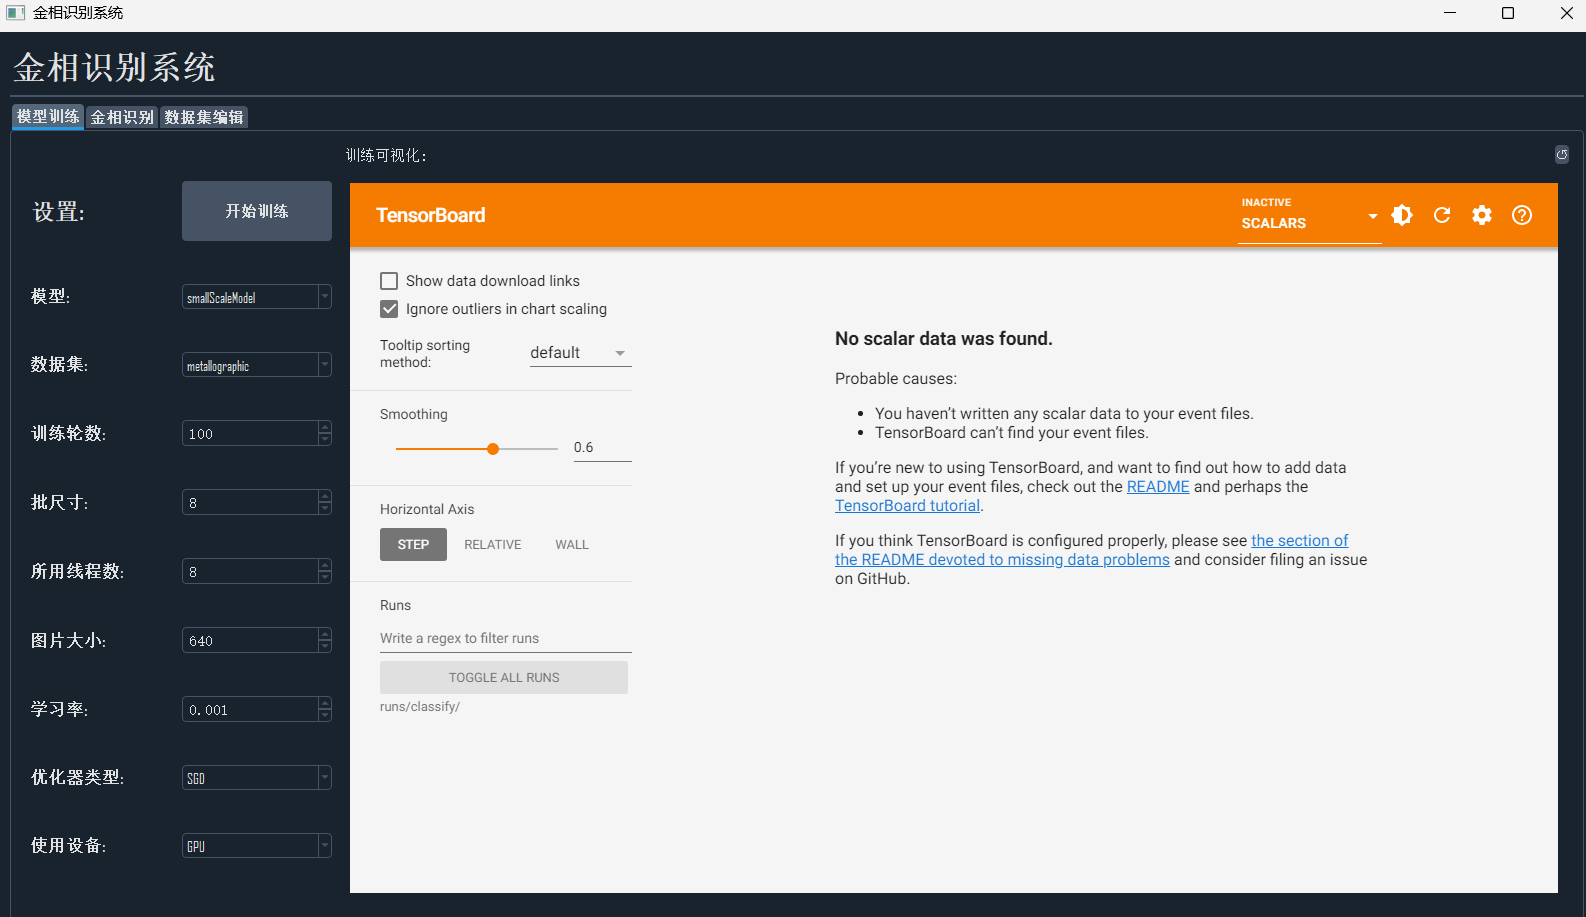 金相识别系统
金相识别系统
模型训练 金相识别 数据集编辑
训练可视化:
设置:
开始训练
模型:
smallScaleModel
数据集:
metallographic
训练轮数:
100
批尺寸:
8
所用线程数:
8
图片大小:
640
学习率:
0.001
优化器类型:
SGD
使用设备:
GPU
TensorBoard
INACTIVE
SCALARS
Show data download links
Ignore outliers in chart scaling
Tooltip sorting
method:
default
Smoothing
0.6
Horizontal Axis
STEP RELATIVE WALL
Runs
Write a regex to filter runs
TOGGLE ALL RUNS
runs/classify/
No scalar data was found.
Probable causes:
• You haven't written any scalar data to your event files.
• TensorBoard can't find your event files.
If you're new to using TensorBoard, and want to find out how to add data
and set up your event files, check out the README and perhaps the
TensorBoard tutorial.
If you think TensorBoard is configured properly, please see the section of
the README devoted to missing data problems and consider filing an issue
on GitHub.